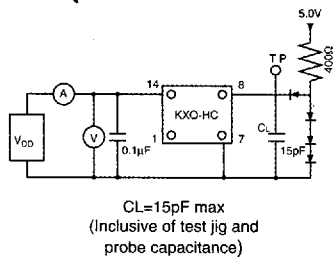 5.0V
400Ω
T P
A
14
8
KXO-HC
VDD
V
0.1µF
1
7
CL
15pF
CL=15pF max
(Inclusive of test jig and
probe capacitance)